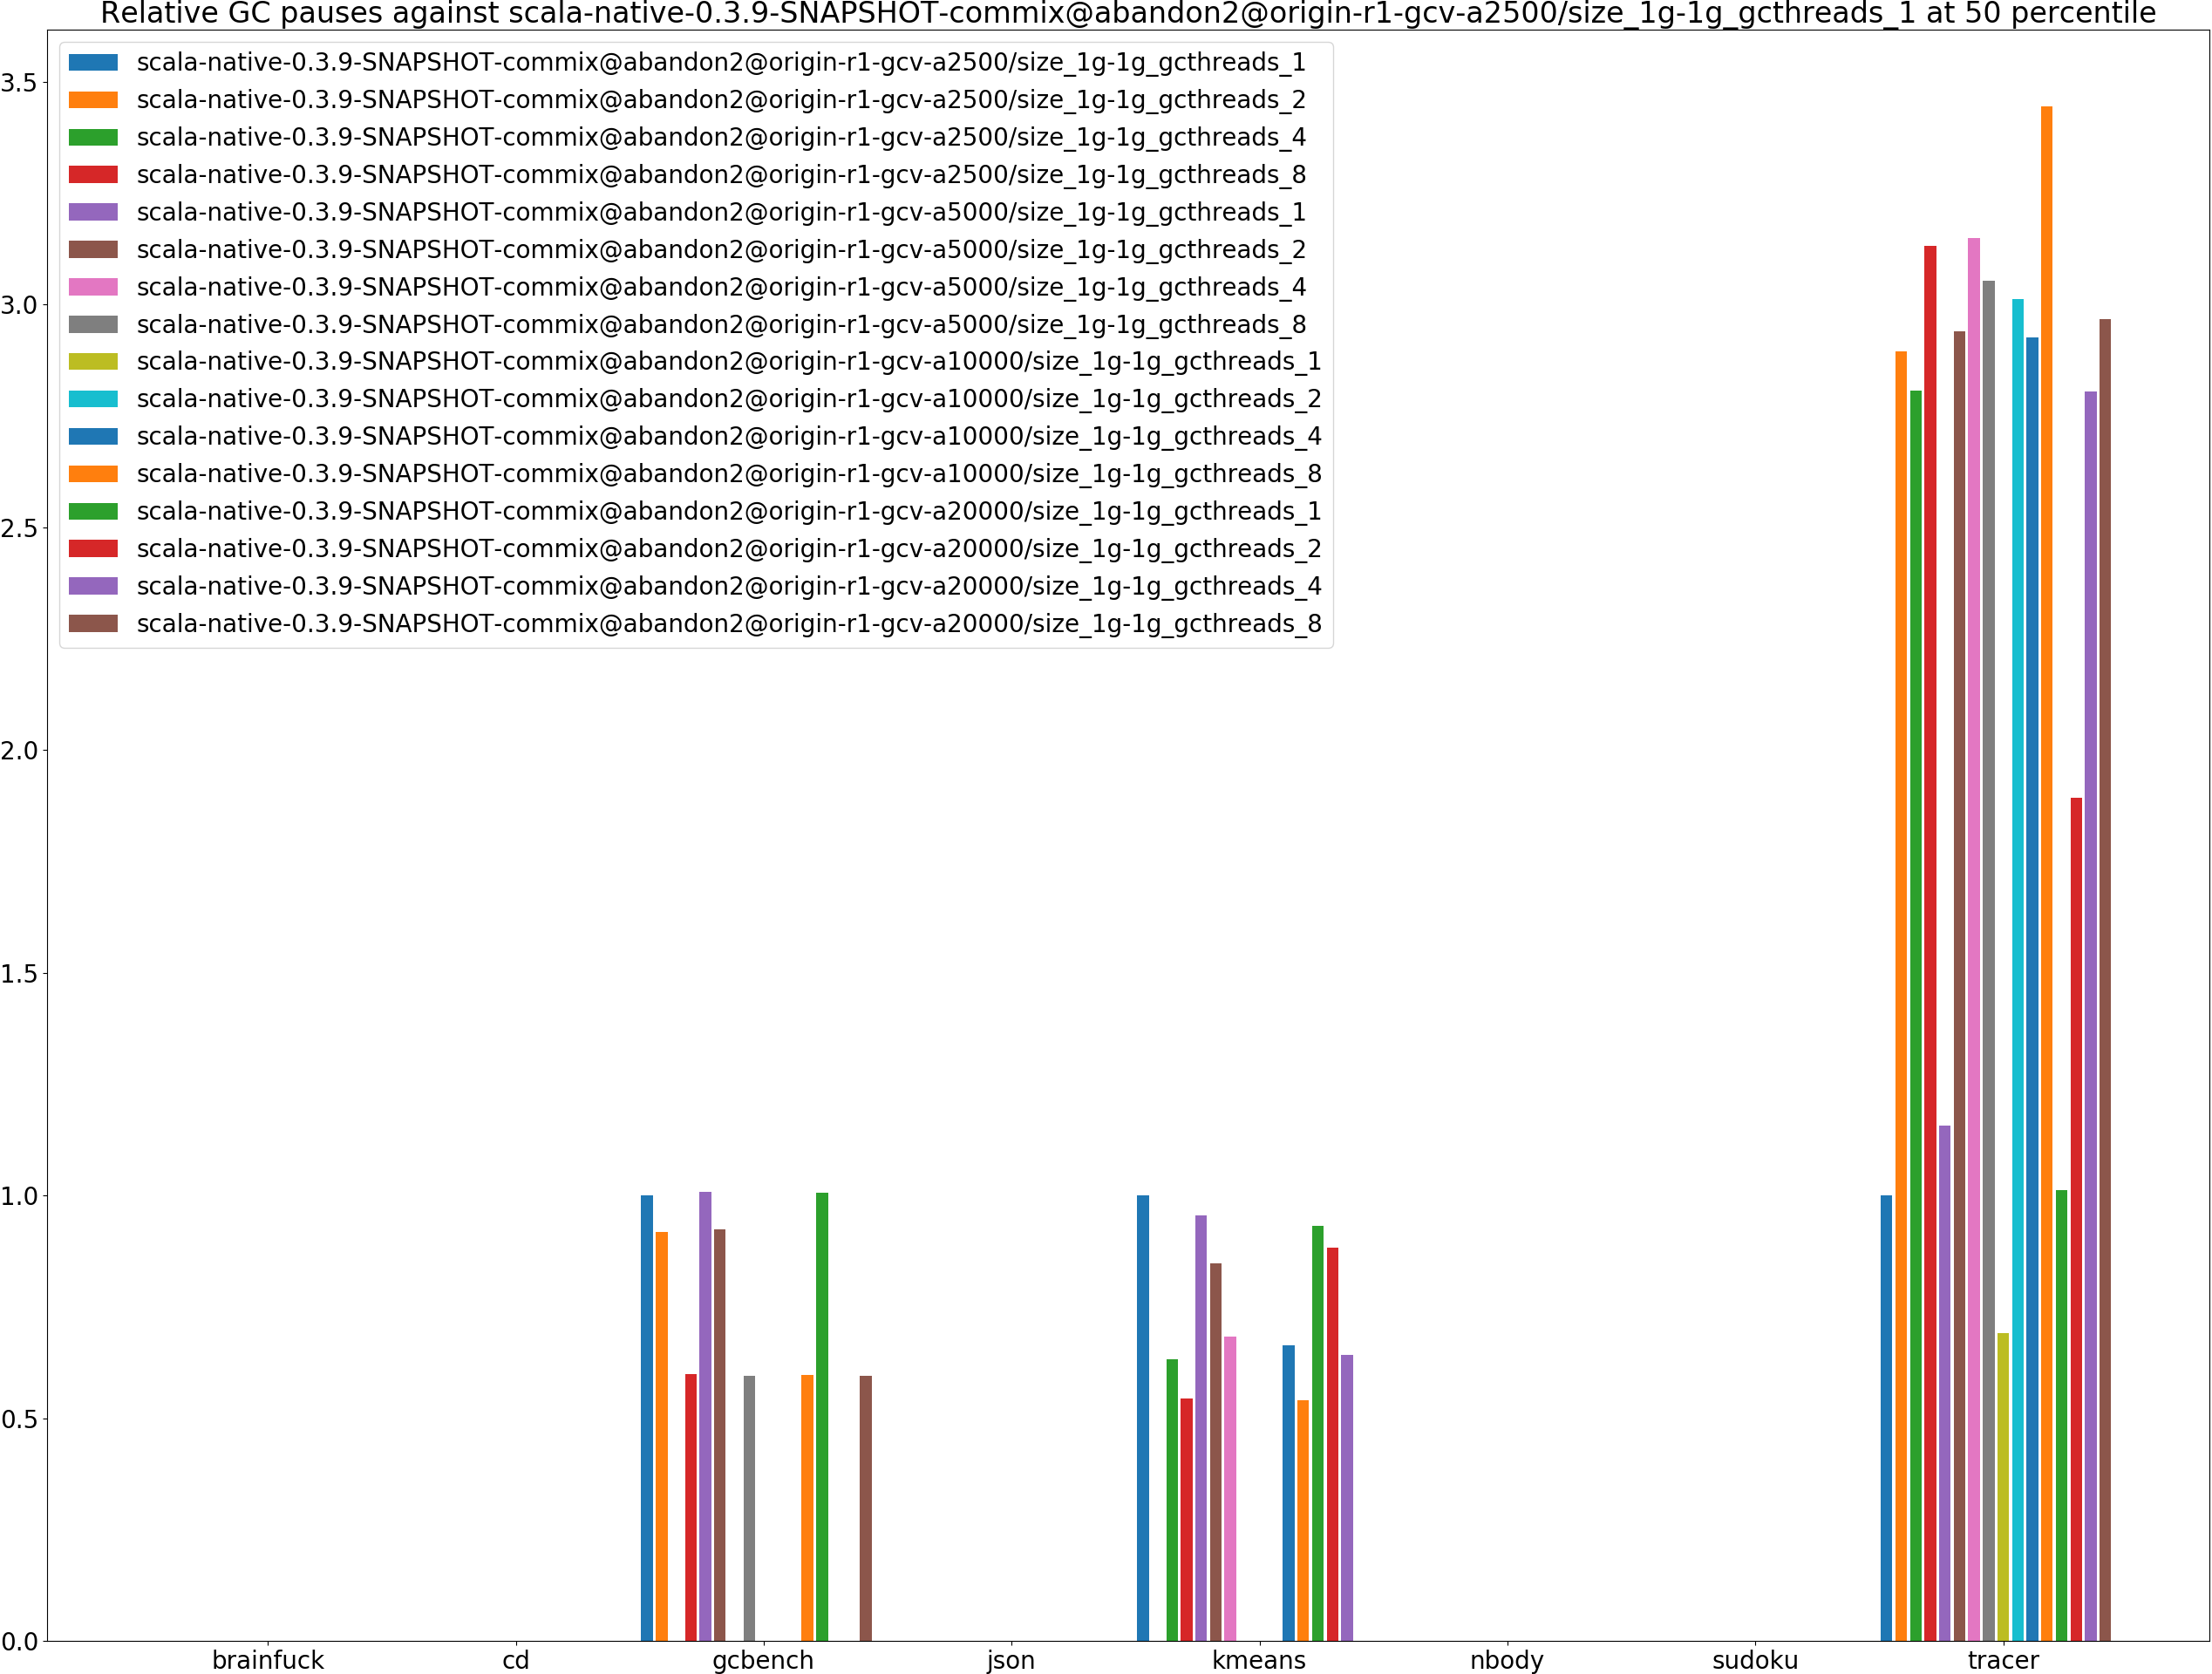 Relative GC pauses against scala-native-0.3.9-SNAPSHOT-commix@abandon2@origin-r1-gcv-a2500/size_1g-1g_gcthreads_1 at 50 percentile
scala-native-0.3.9-SNAPSHOT-commix@abandon2@origin-r1-gcv-a2500/size_1g-1g_gcthreads_1
scala-native-0.3.9-SNAPSHOT-commix@abandon2@origin-r1-gcv-a2500/size_1g-1g_gcthreads_2
scala-native-0.3.9-SNAPSHOT-commix@abandon2@origin-r1-gcv-a2500/size_1g-1g_gcthreads_4
scala-native-0.3.9-SNAPSHOT-commix@abandon2@origin-r1-gcv-a2500/size_1g-1g_gcthreads_8
scala-native-0.3.9-SNAPSHOT-commix@abandon2@origin-r1-gcv-a5000/size_1g-1g_gcthreads_1
scala-native-0.3.9-SNAPSHOT-commix@abandon2@origin-r1-gcv-a5000/size_1g-1g_gcthreads_2
scala-native-0.3.9-SNAPSHOT-commix@abandon2@origin-r1-gcv-a5000/size_1g-1g_gcthreads_4
scala-native-0.3.9-SNAPSHOT-commix@abandon2@origin-r1-gcv-a5000/size_1g-1g_gcthreads_8
scala-native-0.3.9-SNAPSHOT-commix@abandon2@origin-r1-gcv-a10000/size_1g-1g_gcthreads_1
scala-native-0.3.9-SNAPSHOT-commix@abandon2@origin-r1-gcv-a10000/size_1g-1g_gcthreads_2
scala-native-0.3.9-SNAPSHOT-commix@abandon2@origin-r1-gcv-a10000/size_1g-1g_gcthreads_4
scala-native-0.3.9-SNAPSHOT-commix@abandon2@origin-r1-gcv-a10000/size_1g-1g_gcthreads_8
scala-native-0.3.9-SNAPSHOT-commix@abandon2@origin-r1-gcv-a20000/size_1g-1g_gcthreads_1
scala-native-0.3.9-SNAPSHOT-commix@abandon2@origin-r1-gcv-a20000/size_1g-1g_gcthreads_2
scala-native-0.3.9-SNAPSHOT-commix@abandon2@origin-r1-gcv-a20000/size_1g-1g_gcthreads_4
scala-native-0.3.9-SNAPSHOT-commix@abandon2@origin-r1-gcv-a20000/size_1g-1g_gcthreads_8
3.5
3.0
2.5
2.0
1.5
1.0
0.5
0.0
brainfuck cd gcbench json kmeans nbody sudoku tracer